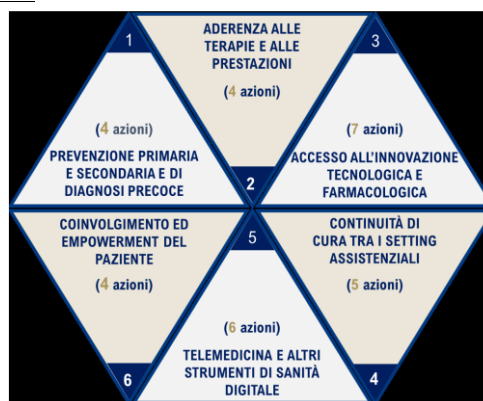 1
(4 azioni)
PREVENZIONE PRIMARIA
E SECONDARIA E DI
DIAGNOSI PRECOCE
ADERENZA ALLE
TERAPIE E ALLE
PRESTAZIONI
(4 azioni)
2
3
(7 azioni)
ACCESSO ALL'INNOVAZIONE
TECNOLOGICA E
FARMACOLOGICA
COINVOLGIMENTO ED
EMPOWERMENT DEL
PAZIENTE
(4 azioni)
6
5
(6 azioni)
TELEMEDICINA E ALTRI
STRUMENTI DI SANITÀ
DIGITALE
CONTINUITÀ DI
CURA TRA I SETTING
ASSISTENZIALI
(5 azioni)
4